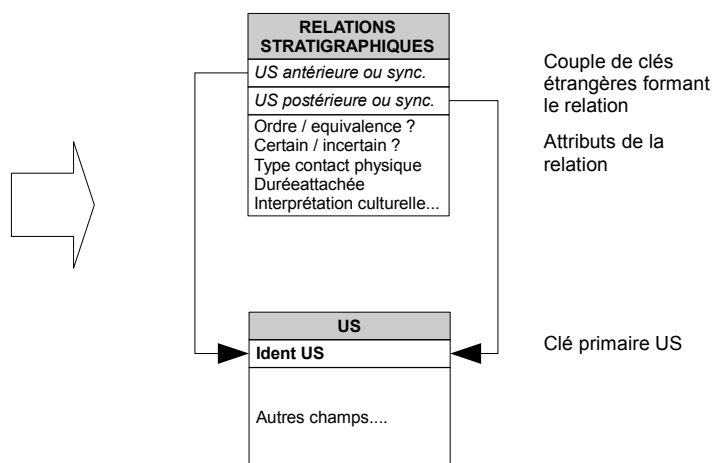 RELATIONS
STRATIGRAPHIQUES
US antérieure ou sync.
US postérieure ou sync.
Ordre / equivalence ?
Certain / incertain ?
Type contact physique
Duréeattachée
Interprétation culturelle...
Couple de clés
étrangères formant
le relation
Attributs de la
relation
US
Ident US
Autres champs....
Clé primaire US